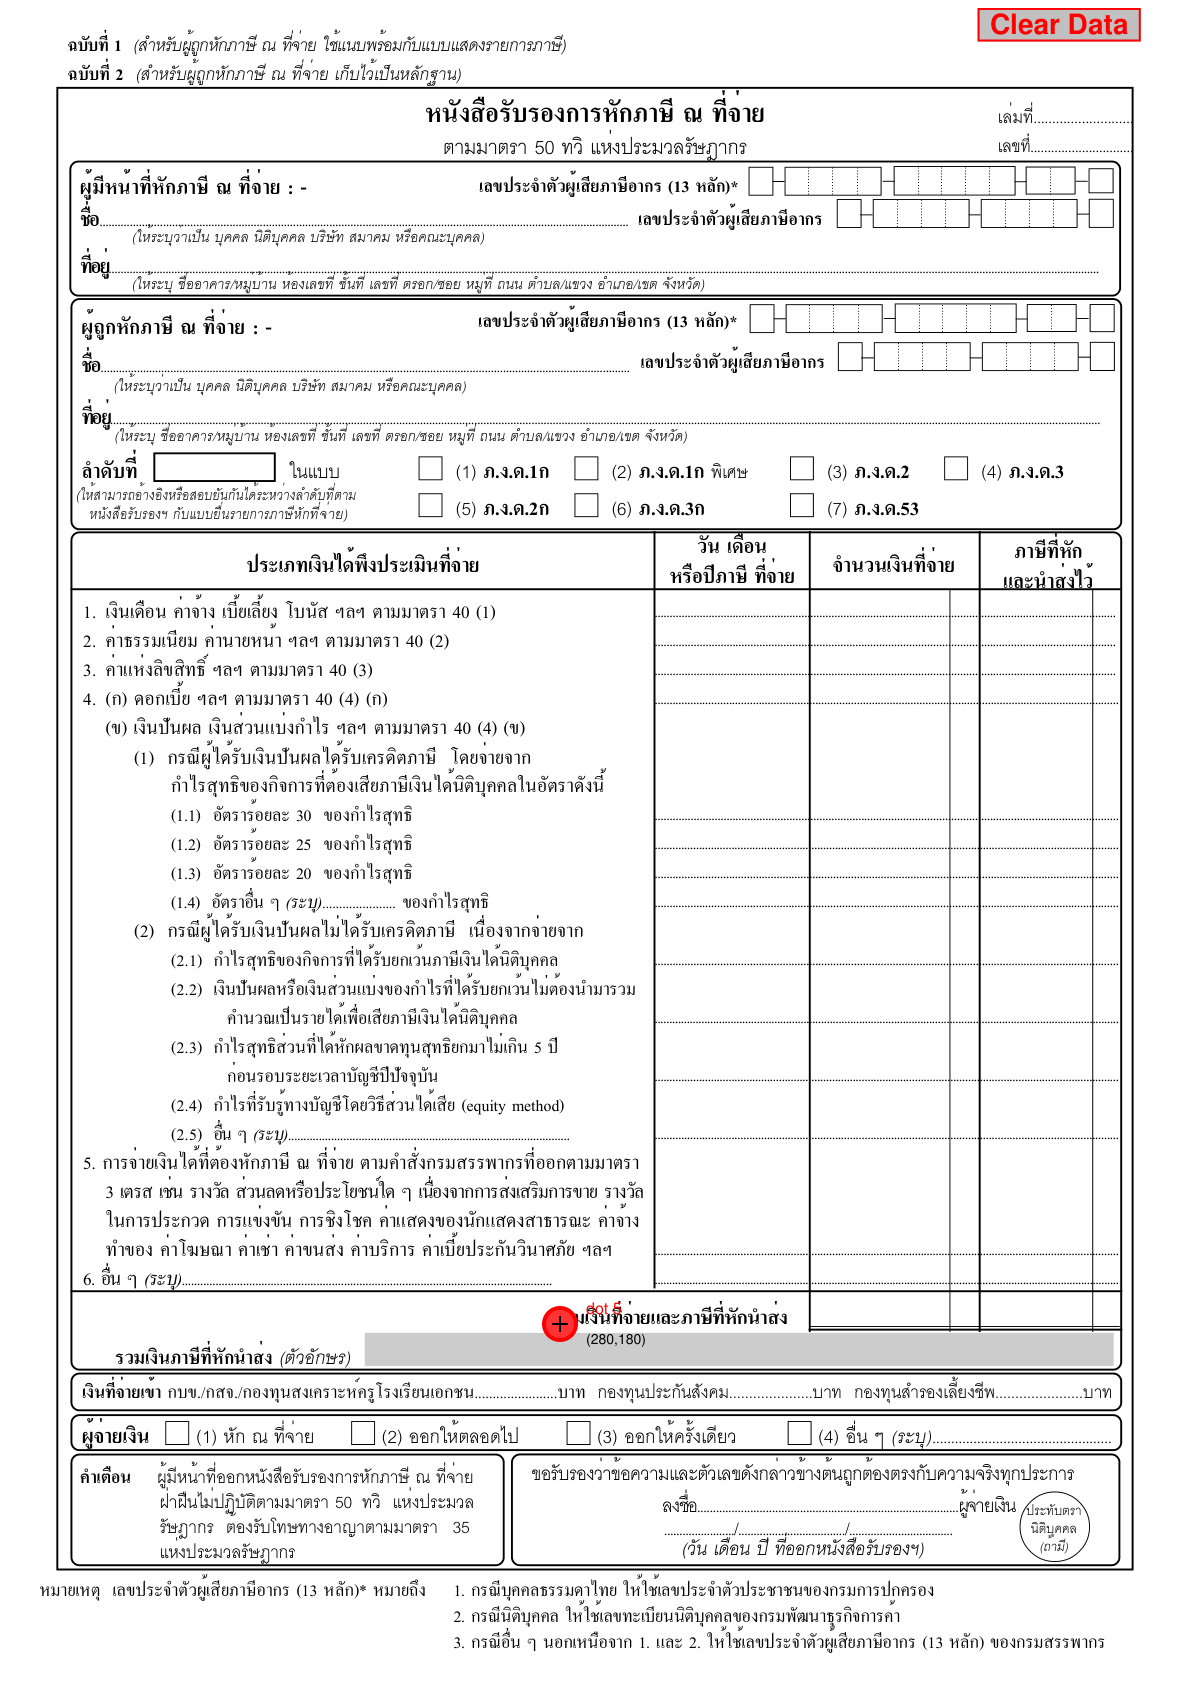 Clear Data
ฉบับที่ 1 (สำหรับผู้ถูกหักภาษี ณ ที่จ่าย ใช้แนบพร้อมกับแบบแสดงรายการภาษี)
ฉบับที่ 2 (สำหรับผู้ถูกหักภาษี ณ ที่จ่าย เก็บไว้เป็นหลักฐาน)
หนังสือรับรองการหักภาษี ณ ที่จ่าย
เล่มที่..........................
ตามมาตรา 50 ทวิ แห่งประมวลรัษฎากร
เลขที่..........................
ผู้มีหน้าที่หักภาษี ณ ที่จ่าย : - เลขประจำตัวผู้เสียภาษีอากร (13 หลัก)*
ชื่อ.......................... เลขประจำตัวผู้เสียภาษีอากร
(ให้ระบุว่าเป็น บุคคล นิติบุคคล บริษัท สมาคม หรือคณะบุคคล)
ที่อยู่..........................
(ให้ระบุ ชื่ออาคาร/หมู่บ้าน ห้องเลขที่ ชั้นที่ เลขที่ ตรอก/ซอย หมู่ที่ ถนน ตำบล/แขวง อำเภอ/เขต จังหวัด)
ผู้ถูกหักภาษี ณ ที่จ่าย : - เลขประจำตัวผู้เสียภาษีอากร (13 หลัก)*
ชื่อ.......................... เลขประจำตัวผู้เสียภาษีอากร
(ให้ระบุว่าเป็น บุคคล นิติบุคคล บริษัท สมาคม หรือคณะบุคคล)
ที่อยู่..........................
(ให้ระบุ ชื่ออาคาร/หมู่บ้าน ห้องเลขที่ ชั้นที่ เลขที่ ตรอก/ซอย หมู่ที่ ถนน ตำบล/แขวง อำเภอ/เขต จังหวัด)
ลำดับที่ ในแบบ (1) ภ.ง.ด.1ก (2) ภ.ง.ด.1ก พิเศษ (3) ภ.ง.ด.2 (4) ภ.ง.ด.3
(ให้สามารถอ้างอิงหรือสอบยันกันได้ระหว่างลำดับที่ตาม
หนังสือรับรองฯ กับแบบยื่นรายการภาษีหักที่จ่าย) (5) ภ.ง.ด.2ก (6) ภ.ง.ด.3ก (7) ภ.ง.ด.53
ประเภทเงินได้พึงประเมินที่จ่าย
วัน เดือน
หรือปีภาษี ที่จ่าย
จำนวนเงินที่จ่าย
ภาษีที่หัก
และนำส่งไว้
1. เงินเดือน ค่าจ้าง เบี้ยเลี้ยง โบนัส ฯลฯ ตามมาตรา 40 (1)
2. ค่าธรรมเนียม ค่านายหน้า ฯลฯ ตามมาตรา 40 (2)
3. ค่าแห่งลิขสิทธิ์ ฯลฯ ตามมาตรา 40 (3)
4. (ก) ดอกเบี้ย ฯลฯ ตามมาตรา 40 (4) (ก)
(ข) เงินปันผล เงินส่วนแบ่งกำไร ฯลฯ ตามมาตรา 40 (4) (ข)
(1) กรณีผู้ได้รับเงินปันผลได้รับเครดิตภาษี โดยจ่ายจาก
กำไรสุทธิของกิจการที่ต้องเสียภาษีเงินได้นิติบุคคลในอัตราดังนี้
(1.1) อัตราร้อยละ 30 ของกำไรสุทธิ
(1.2) อัตราร้อยละ 25 ของกำไรสุทธิ
(1.3) อัตราร้อยละ 20 ของกำไรสุทธิ
(1.4) อัตราอื่น ๆ (ระบุ)...................... ของกำไรสุทธิ
(2) กรณีผู้ได้รับเงินปันผลไม่ได้รับเครดิตภาษี เนื่องจากจ่ายจาก
(2.1) กำไรสุทธิของกิจการที่ได้รับยกเว้นภาษีเงินได้นิติบุคคล
(2.2) เงินปันผลหรือเงินส่วนแบ่งของกำไรที่ได้รับยกเว้นไม่ต้องนำมารวม
คำนวณเป็นรายได้เพื่อเสียภาษีเงินได้นิติบุคคล
(2.3) กำไรสุทธิส่วนที่ได้หักผลขาดทุนสุทธิยกมาไม่เกิน 5 ปี
ก่อนรอบระยะเวลาบัญชีปีปัจจุบัน
(2.4) กำไรที่รับรู้ทางบัญชีโดยวิธีส่วนได้เสีย (equity method)
(2.5) อื่น ๆ (ระบุ)..........................
5. การจ่ายเงินได้ที่ต้องหักภาษี ณ ที่จ่าย ตามคำสั่งกรมสรรพากรที่ออกตามมาตรา
3 เตรส เช่น รางวัล ส่วนลดหรือประโยชน์ใด ๆ เนื่องจากการส่งเสริมการขาย รางวัล
ในการประกวด การแข่งขัน การชิงโชค ค่าแสดงของนักแสดงสาธารณะ ค่าจ้าง
ทำของ ค่าโฆษณา ค่าเช่า ค่าขนส่ง ค่าบริการ ค่าเบี้ยประกันวินาศภัย ฯลฯ
6. อื่น ๆ (ระบุ)..........................
dot 5
มเงินที่จ่ายและภาษีที่หักนำส่ง
(280,180)
รวมเงินภาษีที่หักนำส่ง (ตัวอักษร)
เงินที่จ่ายเข้า กบข./กสจ./กองทุนสงเคราะห์ครูโรงเรียนเอกชน......................บาท กองทุนประกันสังคม......................บาท กองทุนสำรองเลี้ยงชีพ......................บาท
ผู้จ่ายเงิน (1) หัก ณ ที่จ่าย (2) ออกให้ตลอดไป (3) ออกให้ครั้งเดียว (4) อื่น ๆ (ระบุ)..........................
คำเตือน ผู้มีหน้าที่ออกหนังสือรับรองการหักภาษี ณ ที่จ่าย
ฝ่าฝืนไม่ปฏิบัติตามมาตรา 50 ทวิ แห่งประมวล
รัษฎากร ต้องรับโทษทางอาญาตามมาตรา 35
แห่งประมวลรัษฎากร
ขอรับรองว่าข้อความและตัวเลขดังกล่าวข้างต้นถูกต้องตรงกับความจริงทุกประการ
ลงชื่อ..........................ผู้จ่ายเงิน
................../........................../..........................
(วัน เดือน ปี ที่ออกหนังสือรับรองฯ)
ประทับตรา
นิติบุคคล
(ถ้ามี)
หมายเหตุ เลขประจำตัวผู้เสียภาษีอากร (13 หลัก)* หมายถึง 1. กรณีบุคคลธรรมดาไทย ให้ใช้เลขประจำตัวประชาชนของกรมการปกครอง
2. กรณีนิติบุคคล ให้ใช้เลขทะเบียนนิติบุคคลของกรมพัฒนาธุรกิจการค้า
3. กรณีอื่น ๆ นอกเหนือจาก 1. และ 2. ให้ใช้เลขประจำตัวผู้เสียภาษีอากร (13 หลัก) ของกรมสรรพากร